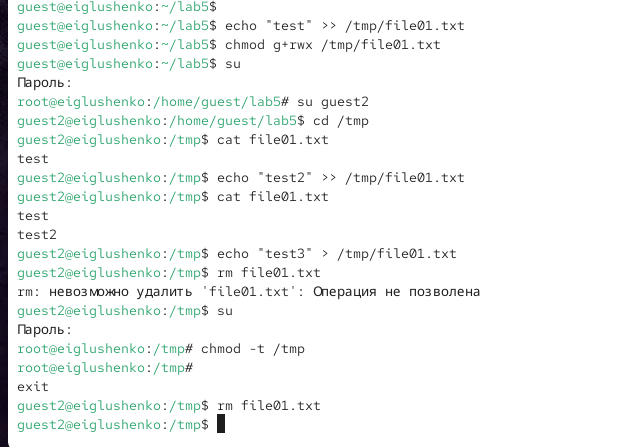 guest@eiglushenko:~/lab5$
guest@eiglushenko:~/lab5$ echo "test" >> /tmp/file01.txt
guest@eiglushenko:~/lab5$ chmod g+rwx /tmp/file01.txt
guest@eiglushenko:~/lab5$ su
Пароль:
root@eiglushenko:/home/guest/lab5# su guest2
guest2@eiglushenko:/home/guest/lab5$ cd /tmp
guest2@eiglushenko:/tmp$ cat file01.txt
test
guest2@eiglushenko:/tmp$ echo "test2" >> /tmp/file01.txt
guest2@eiglushenko:/tmp$ cat file01.txt
test
test2
guest2@eiglushenko:/tmp$ echo "test3" > /tmp/file01.txt
guest2@eiglushenko:/tmp$ rm file01.txt
rm: невозможно удалить 'file01.txt': Операция не позволена
guest2@eiglushenko:/tmp$ su
Пароль:
root@eiglushenko:/tmp# chmod -t /tmp
root@eiglushenko:/tmp#
exit
guest2@eiglushenko:/tmp$ rm file01.txt
guest2@eiglushenko:/tmp$